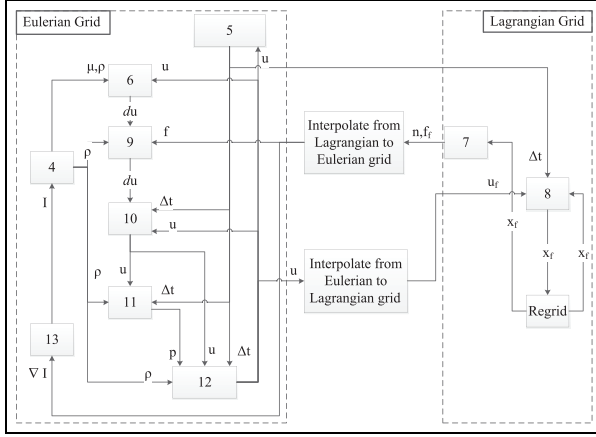 Eulerian Grid
Lagrangian Grid
5
u
μ,ρ
u
6
du
ρ
f
9
n,f_f
7
Interpolate from
Lagrangian to
Eulerian grid
4
du
Δt
8
u_f
I
10
Δt
u
x_f
x_f
x_f
Interpolate from
Eulerian to
Lagrangian grid
u
ρ
u
Δt
11
Regrid
13
p
u
Δt
∇ I
ρ
12